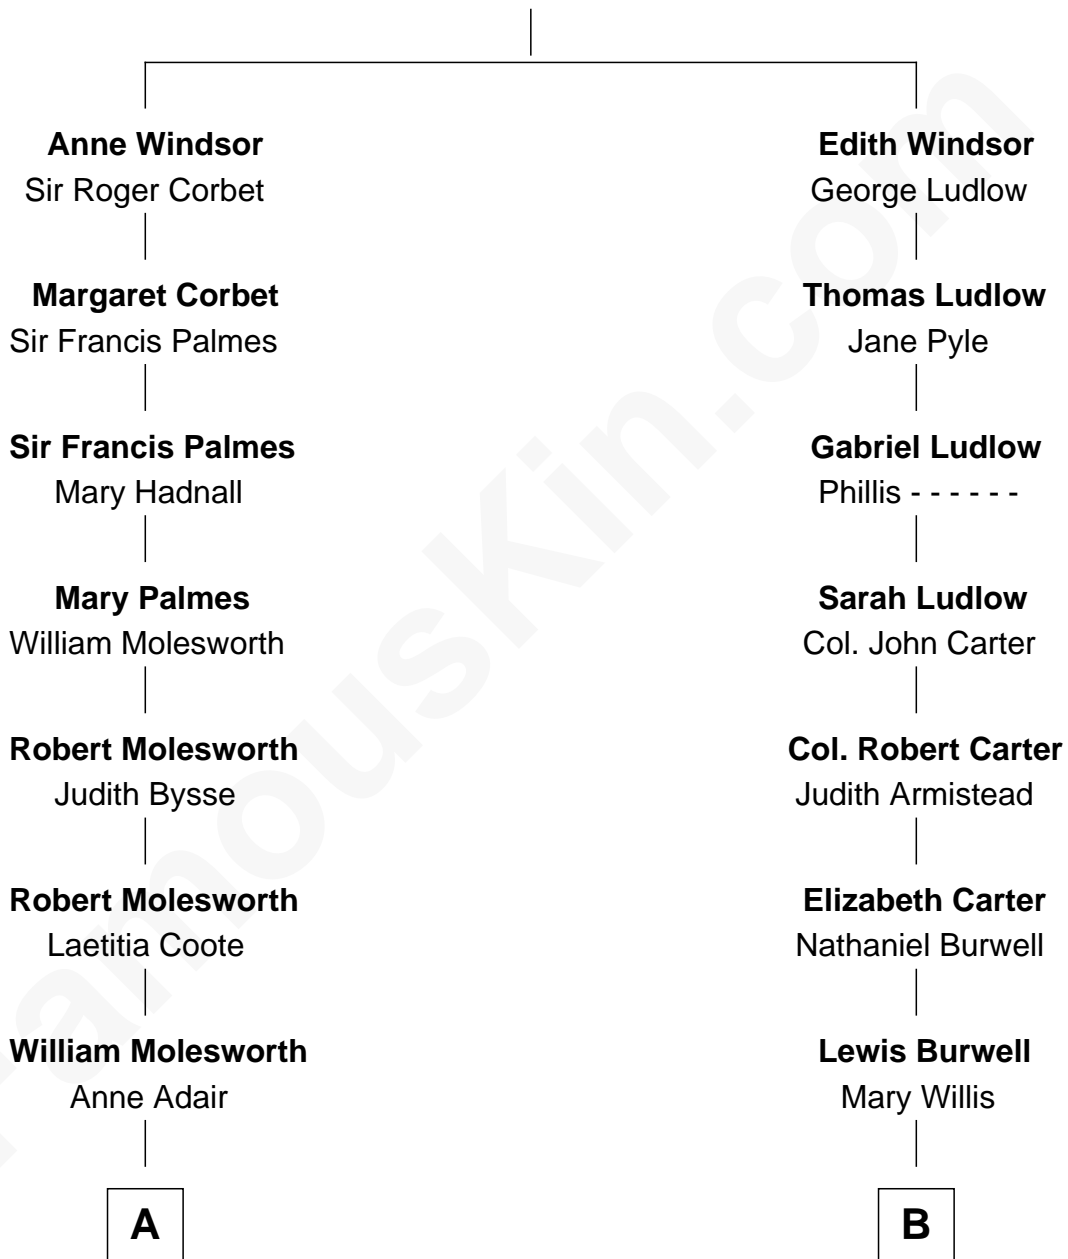 Anne Windsor
Sir Roger Corbet
Margaret Corbet
Sir Francis Palmes
Sir Francis Palmes
Mary Hadnall
Mary Palmes
William Molesworth
Robert Molesworth
Judith Bysse
Robert Molesworth
Laetitia Coote
William Molesworth
Anne Adair
A
Edith Windsor
George Ludlow
Thomas Ludlow
Jane Pyle
Gabriel Ludlow
Phillis - - - - - -
Sarah Ludlow
Col. John Carter
Col. Robert Carter
Judith Armistead
Elizabeth Carter
Nathaniel Burwell
Lewis Burwell
Mary Willis
B
FamousKin.com